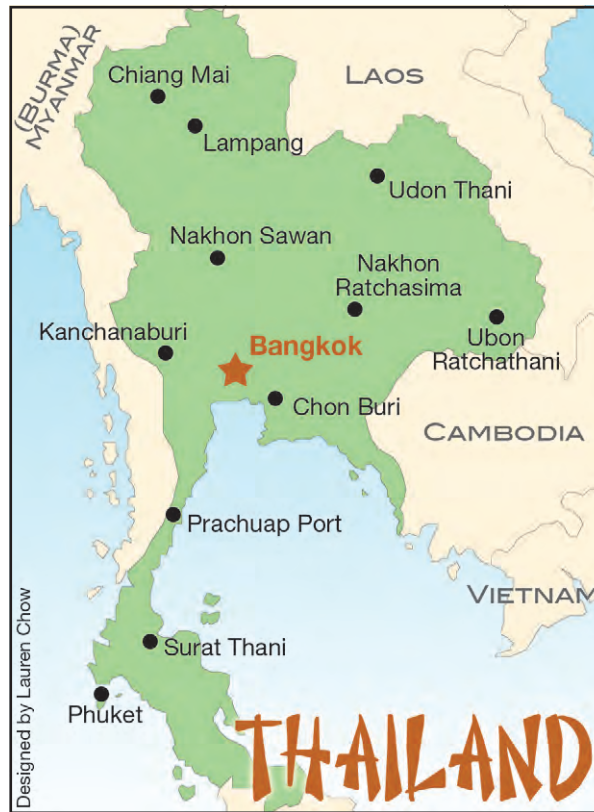 (BURMA)
MYANMAR
LAOS
Chiang Mai
Lampang
Udon Thani
Nakhon Sawan
Nakhon
Ratchasima
Kanchanaburi
Bangkok
Ubon
Ratchathani
Chon Buri
CAMBODIA
Prachuap Port
VIETNAM
Surat Thani
Phuket
THAILAND
Designed by Lauren Chow